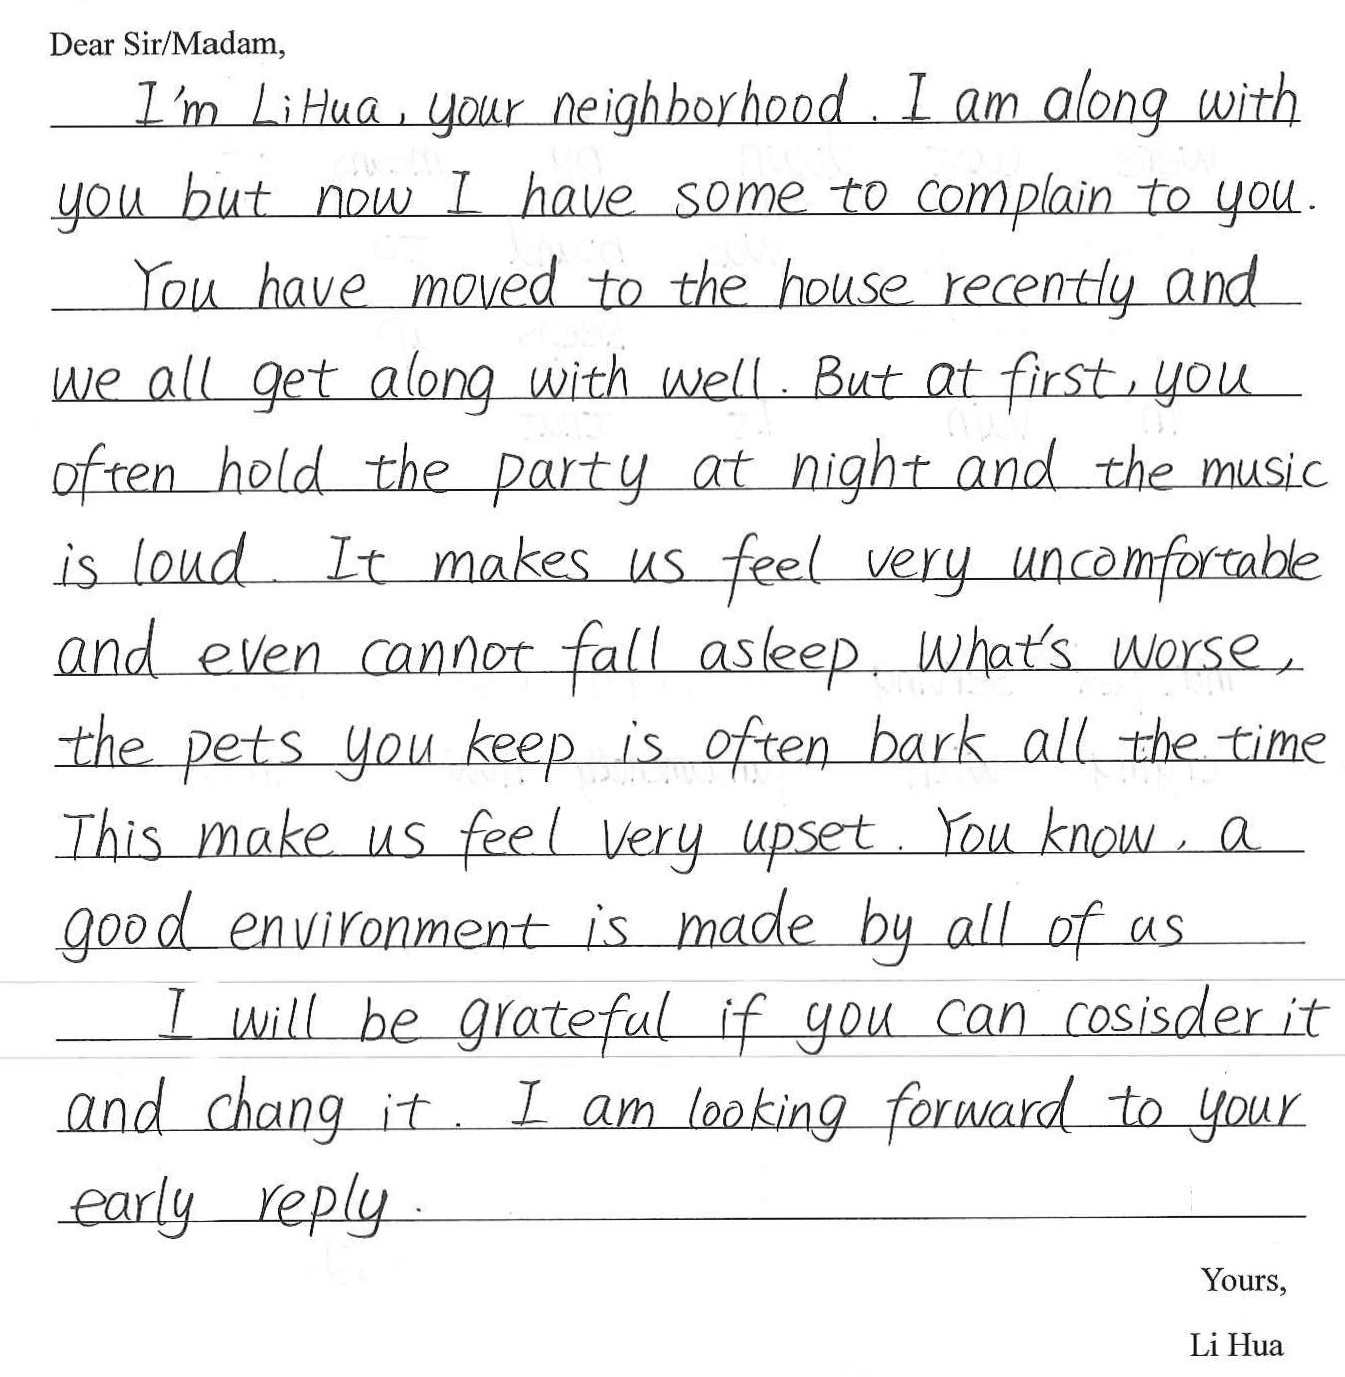 Dear Sir/Madam,
I'm LiHua, your neighborhood. I am along with
you but now I have some to complain to you.
You have moved to the house recently and
we all get along with well. But at first, you
often hold the party at night and the music
is loud. It makes us feel very uncomfortable
and even cannot fall asleep. What's worse,
the pets you keep is often bark all the time
This make us feel very upset. You know, a
good environment is made by all of us
I will be grateful if you can cosisder it
and chang it. I am looking forward to your
early reply.
Yours,
Li Hua